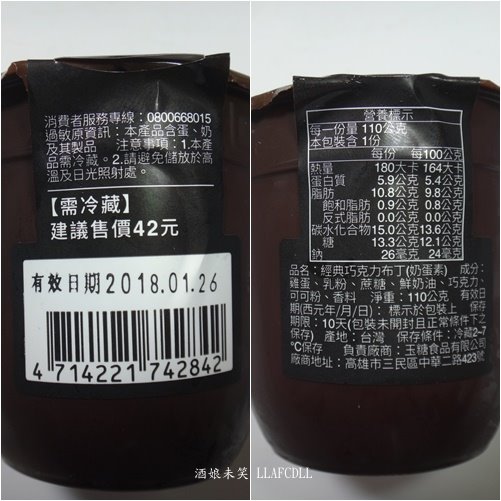 消費者服務專線：0800668015
過敏原資訊：本產品含蛋、奶
及其製品　注意事項：1.本產
品需冷藏。2.請避免儲放於高
溫及日光照射處。
【需冷藏】
建議售價42元
有效日期2018.01.26
4 714221 742842
營養標示
每一份量 110公克
本包裝含 1份
每份 每100公克
熱量 180大卡 164大卡
蛋白質 5.9公克 5.4公克
脂肪 10.8公克 9.8公克
飽和脂肪 0.9公克 0.8公克
反式脂肪 0.0公克 0.0公克
碳水化合物 15.0公克 13.6公克
糖 13.3公克 12.1公克
鈉 26毫克 24毫克
品名：經典巧克力布丁(奶蛋素)　成分：
雞蛋、乳粉、蔗糖、鮮奶油、巧克力、
可可粉、香料　淨重：110公克　有效日
期(西元年/月/日)：標示於包裝上　保存
期限：10天(包裝未開封且正常條件下之
保存)　產地：台灣　保存條件：冷藏2-7
°C保存　負責廠商：玉糖食品有限公司
廠商地址：高雄市三民區中華二路423號
酒娘未笑 LLAFCDLL